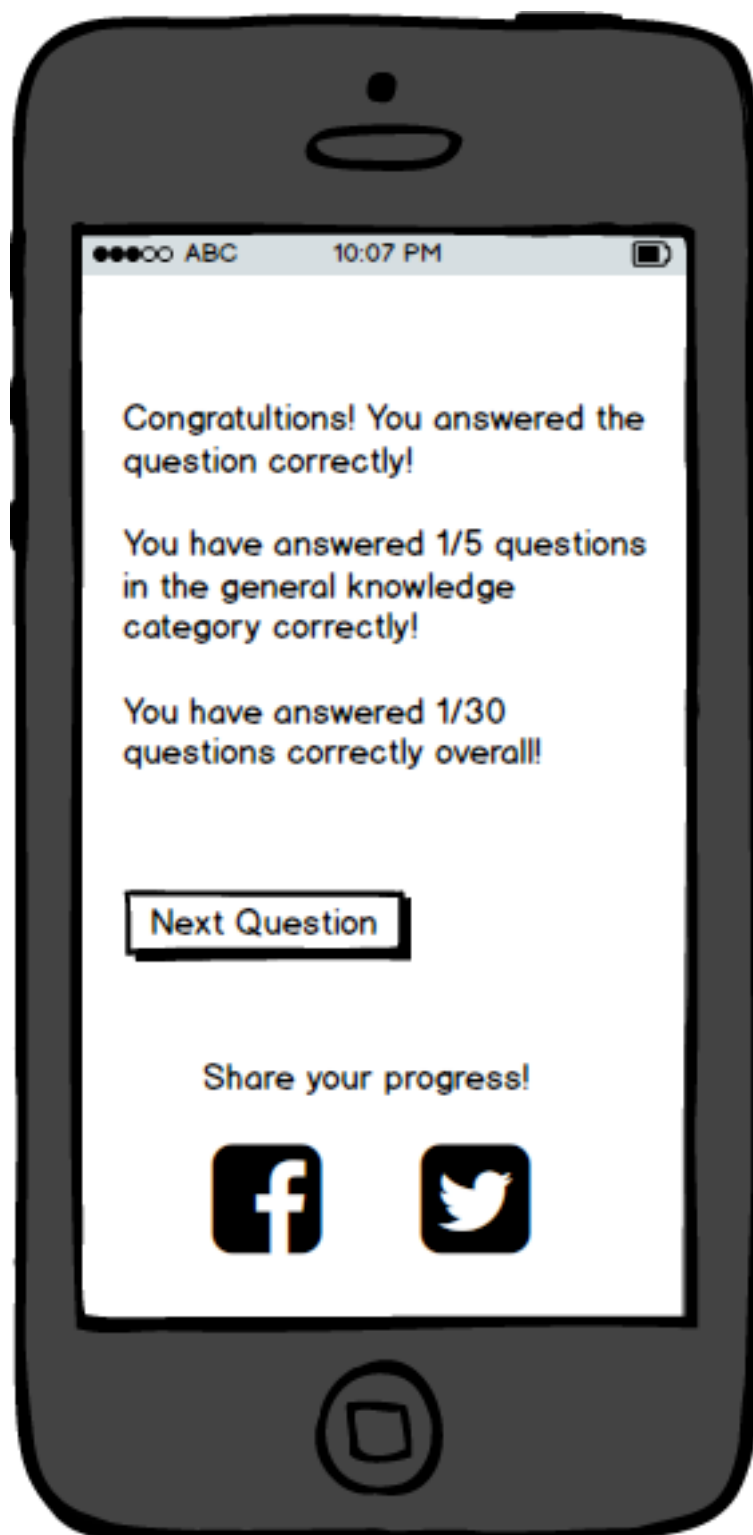 ABC 10:07 PM
Congratultions! You answered the
question correctly!
You have answered 1/5 questions
in the general knowledge
category correctly!
You have answered 1/30
questions correctly overall!
Next Question
Share your progress!